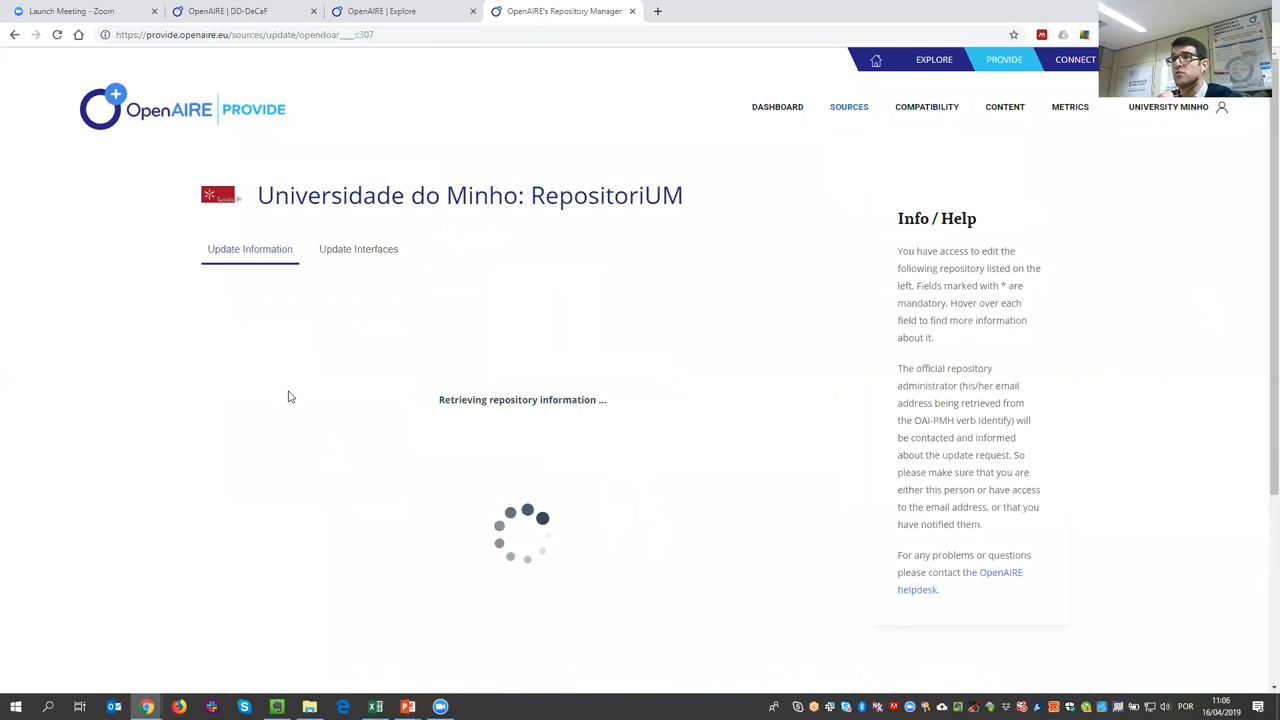 Launch Meeting - Zoom
OpenAIRE | DD-DeCaF
OpenAIRE | Explore
OpenAIRE's Repository Manager
https://provide.openaire.eu/sources/update/opendoar____::307
EXPLORE
PROVIDE
CONNECT
OpenAIRE PROVIDE
DASHBOARD
SOURCES
COMPATIBILITY
CONTENT
METRICS
UNIVERSITY MINHO
Universidade do Minho: RepositoriUM
Update Information
Update Interfaces
Retrieving repository information ...
Info / Help
You have access to edit the
following repository listed on the
left. Fields marked with * are
mandatory. Hover over each
field to find more information
about it.
The official repository
administrator (his/her email
address being retrieved from
the OAI-PMH verb Identify) will
be contacted and informed
about the update request. So
please make sure that you are
either this person or have access
to the email address, or that you
have notified them.
For any problems or questions
please contact the OpenAIRE
helpdesk.
POR
11:06
16/04/2019